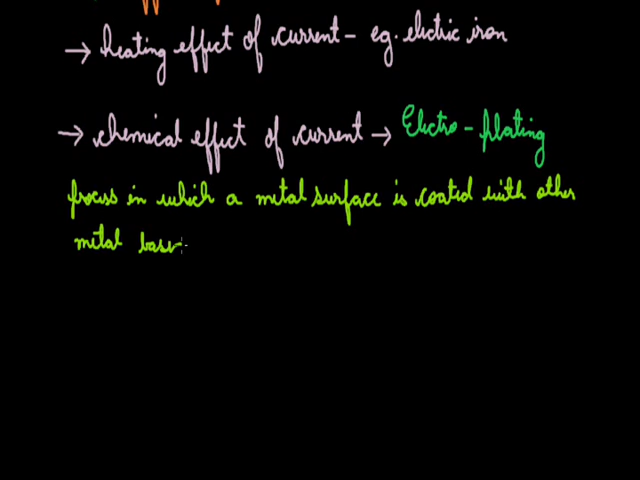 → heating effect of current - eg. electric iron
→ chemical effect of current → Electro - plating
process in which a metal surface is coated with other
metal base